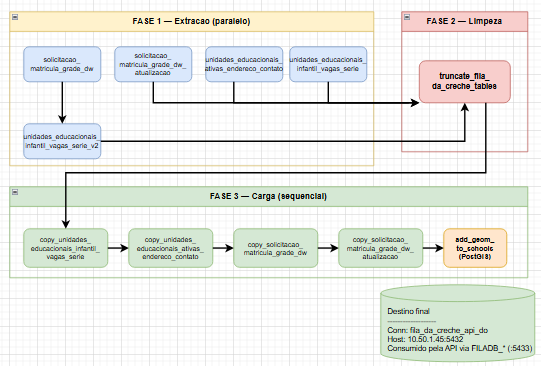 FASE 1 — Extracao (paralelo)
FASE 2 — Limpeza
solicitacao_
matricula_grade_dw
solicitacao_
matricula_grade_dw_
atualizacao
unidades_educacionais_
ativas_endereco_contato
unidades_educacionais_
infantil_vagas_serie
truncate_fila_
da_creche_tables
unidades_educacionais_
infantil_vagas_serie_v2
FASE 3 — Carga (sequencial)
copy_unidades_
educacionais_infantil_
vagas_serie
copy_unidades_
educacionais_ativas_
endereco_contato
copy_solicitacao_
matricula_grade_dw
copy_solicitacao_
matricula_grade_dw_
atualizacao
add_geom_
to_schools
(PostGIS)
Destino final
Conn: fila_da_creche_api_do
Host: 10.50.1.45:5432
Consumido pela API via FILADB_* (:5433)